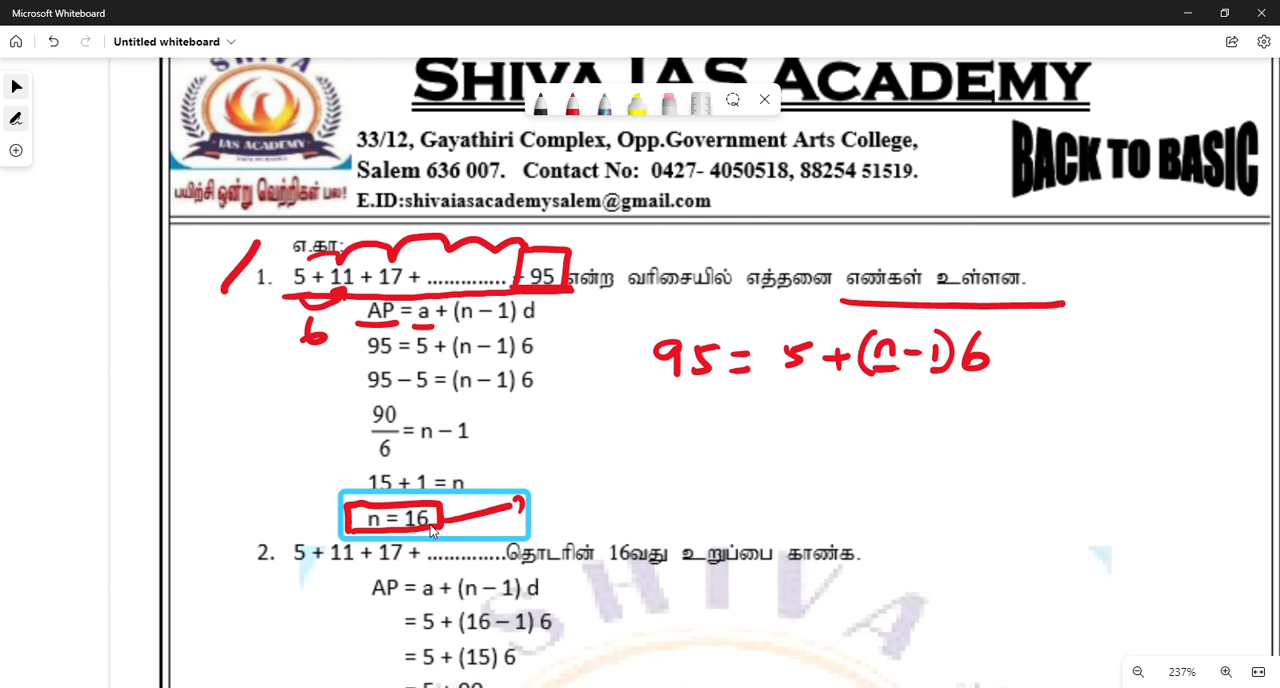 Microsoft Whiteboard
Untitled whiteboard
SHIVA IAS ACADEMY
IAS ACADEMY
33/12, Gayathiri Complex, Opp.Government Arts College,
BACK TO BASIC
Salem 636 007. Contact No: 0427- 4050518, 88254 51519.
பயிற்சி ஒன்று வெற்றிகள் பல!
E.ID:shivaiasacademysalem@gmail.com
எ.கா:
1. 5 + 11 + 17 + .............. 95 என்ற வரிசையில் எத்தனை எண்கள் உள்ளன.
6
AP = a + (n – 1) d
95 = 5 + (n – 1) 6
95 = 5 + (n - 1) 6
95 – 5 = (n – 1) 6
90
— = n – 1
6
15 + 1 = n
n = 16
2. 5 + 11 + 17 + ..............தொடரின் 16வது உறுப்பை காண்க.
SHIVA
AP = a + (n – 1) d
= 5 + (16 – 1) 6
= 5 + (15) 6
= 5 + 90
237%